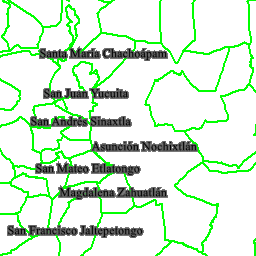 Santa María Chachoápam
San Juan Yucuita
San Andrés Sinaxtla
Asunción Nochixtlán
San Mateo Etlatongo
Magdalena Zahuatlán
San Francisco Jaltepetongo